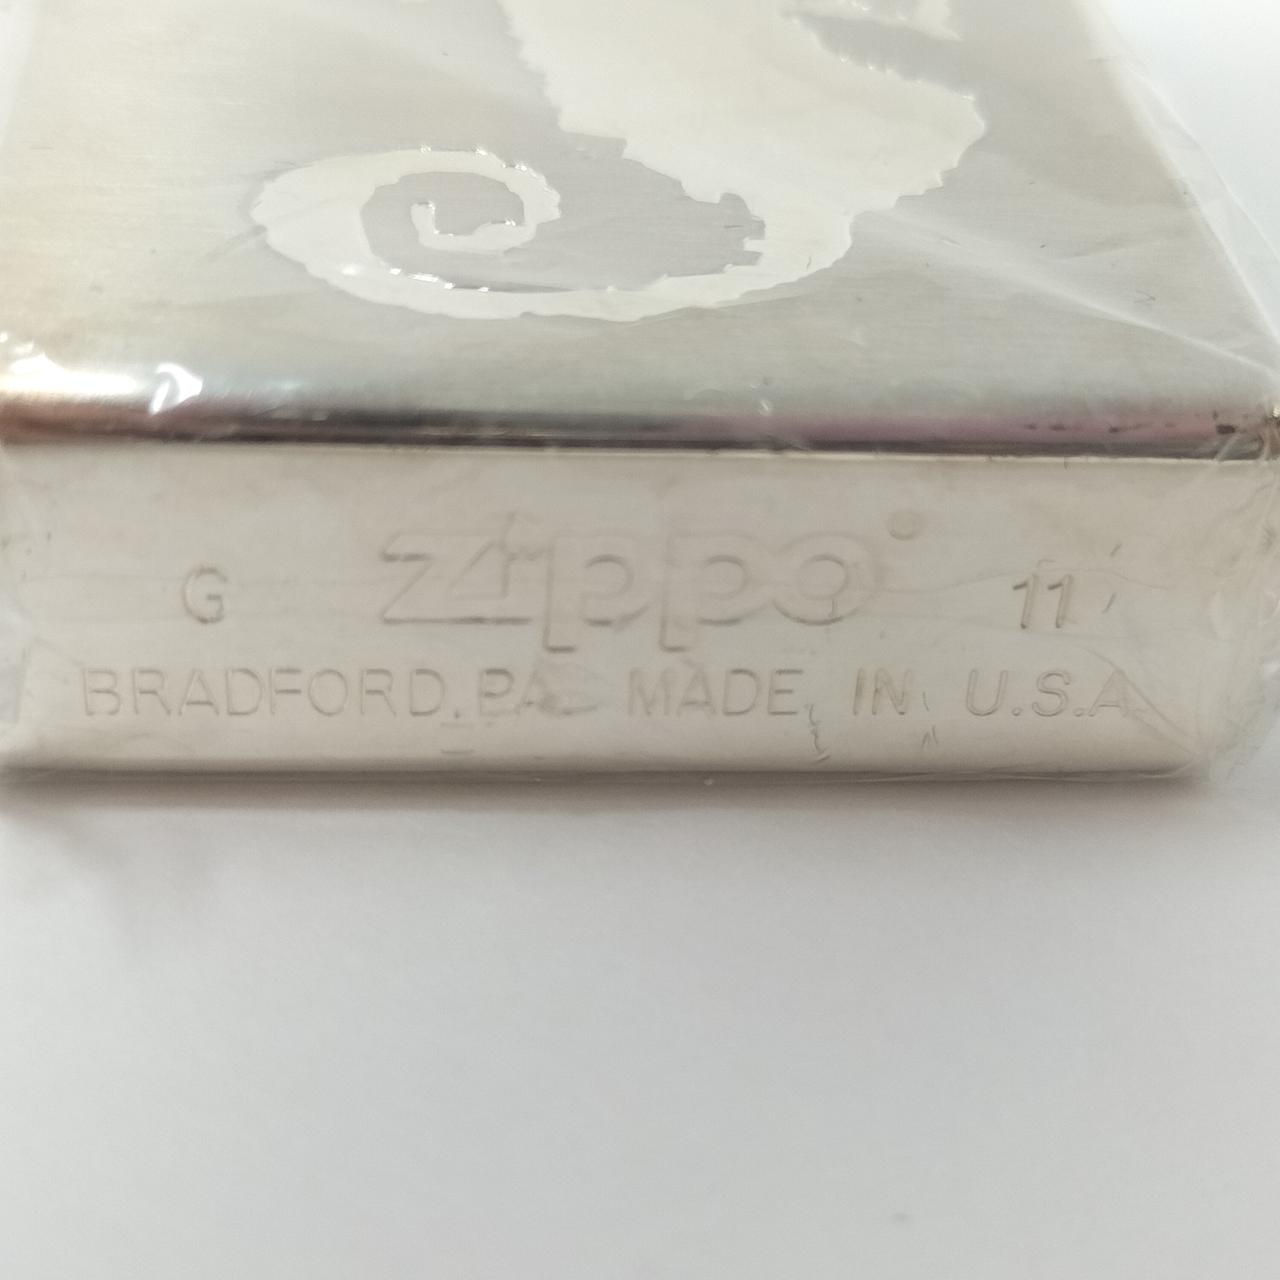 G zippo 11
BRADFORD, PA. MADE IN U.S.A.